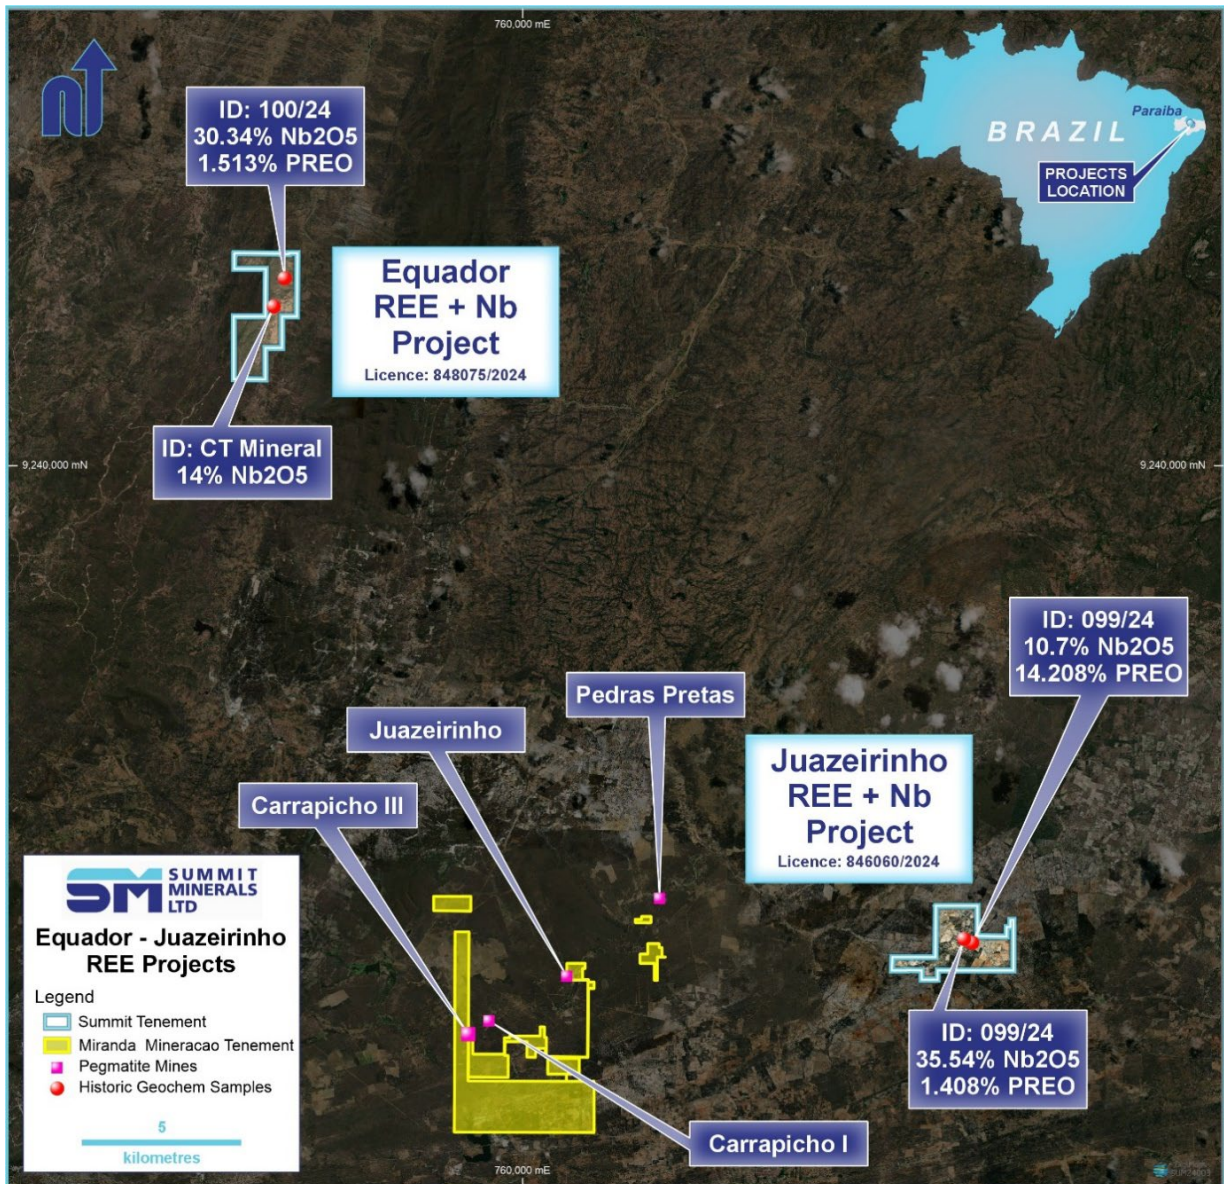 760,000 mE
n
ID: 100/24
30.34% Nb2O5
1.513% PREO
Paraiba
BRAZIL
PROJECTS
LOCATION
Equador
REE + Nb
Project
Licence: 848075/2024
ID: CT Mineral
14% Nb2O5
9,240,000 mN
9,240,000 mN
ID: 099/24
10.7% Nb2O5
14.208% PREO
Pedras Pretas
Juazeirinho
Juazeirinho
REE + Nb
Project
Licence: 846060/2024
Carrapicho III
SM SUMMIT
MINERALS
LTD
Equador - Juazeirinho
REE Projects
Legend
Summit Tenement
Miranda Mineracao Tenement
Pegmatite Mines
Historic Geochem Samples
5
kilometres
ID: 099/24
35.54% Nb2O5
1.408% PREO
Carrapicho I
760,000 mE